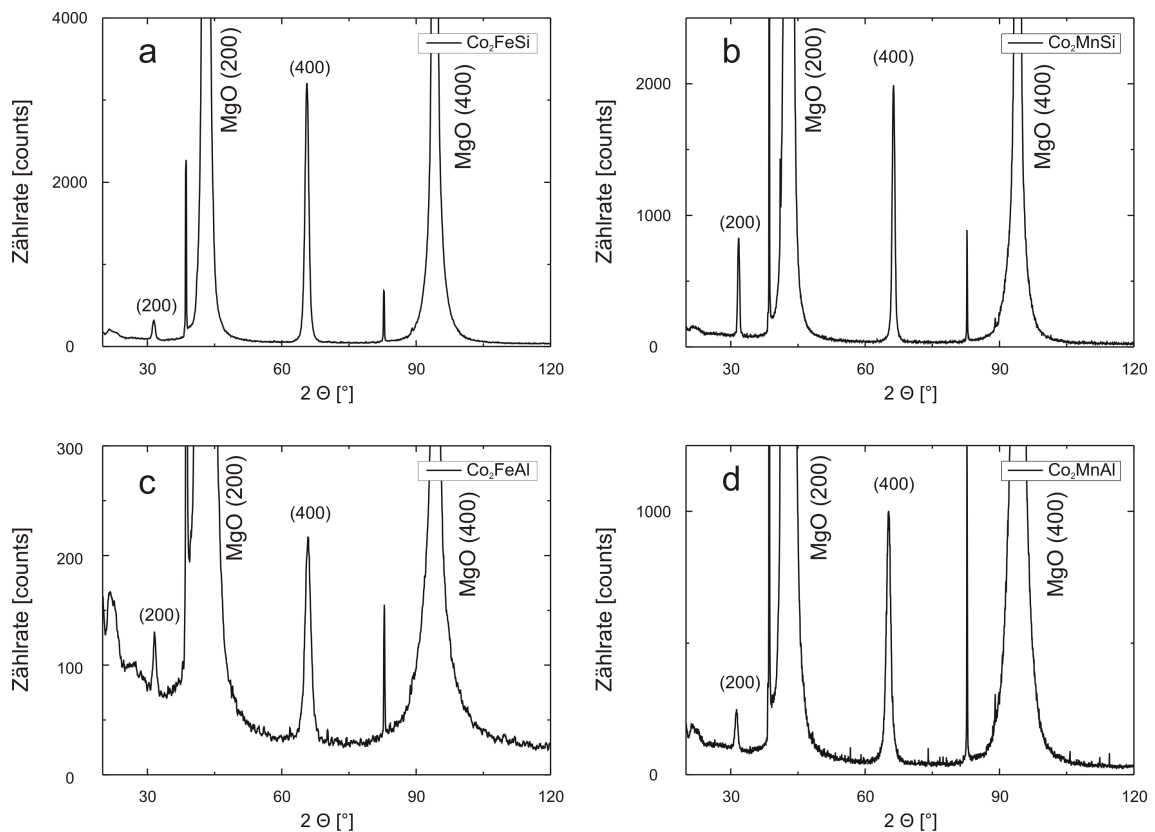 4000
2000
0
Zählrate [counts]
a
Co₂FeSi
(200)
MgO (200)
(400)
MgO (400)
30
60
90
120
2 Θ [°]
2000
1000
0
Zählrate [counts]
b
Co₂MnSi
(200)
MgO (200)
(400)
MgO (400)
30
60
90
120
2 Θ [°]
300
200
100
0
Zählrate [counts]
c
Co₂FeAl
(200)
MgO (200)
(400)
MgO (400)
30
60
90
120
2 Θ [°]
1000
0
Zählrate [counts]
d
Co₂MnAl
(200)
MgO (200)
(400)
MgO (400)
30
60
90
120
2 Θ [°]